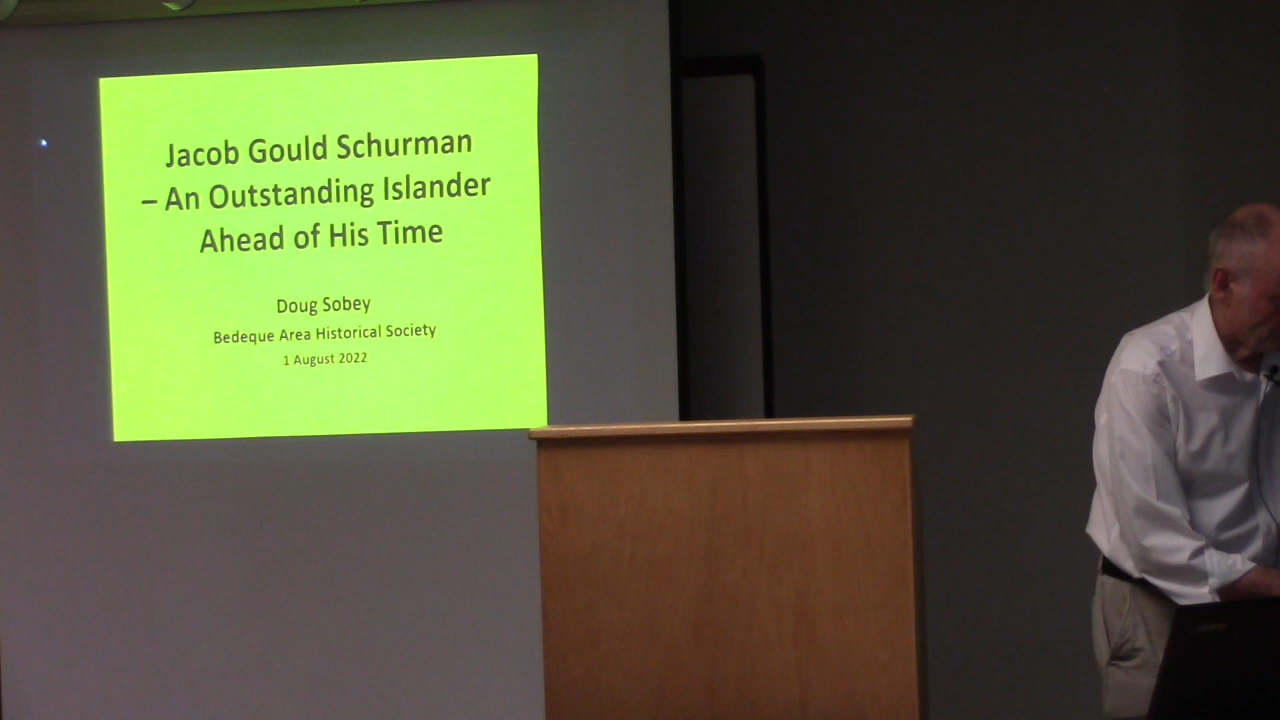 Jacob Gould Schurman
– An Outstanding Islander
Ahead of His Time
Doug Sobey
Bedeque Area Historical Society
1 August 2022